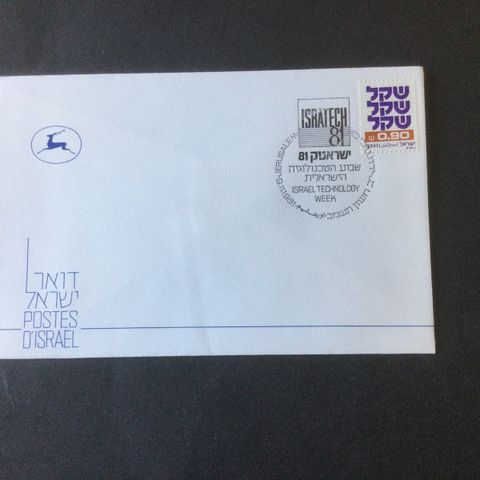 ISRATECH
81
ישראטק 81
שבוע הטכנולוגיה
הישראלית
ISRAEL TECHNOLOGY
WEEK
JERUSALEM
שקל
שקל
שקל
0.90
ISRAEL
ישראל
דואר
ישראל
POSTES
D'ISRAEL